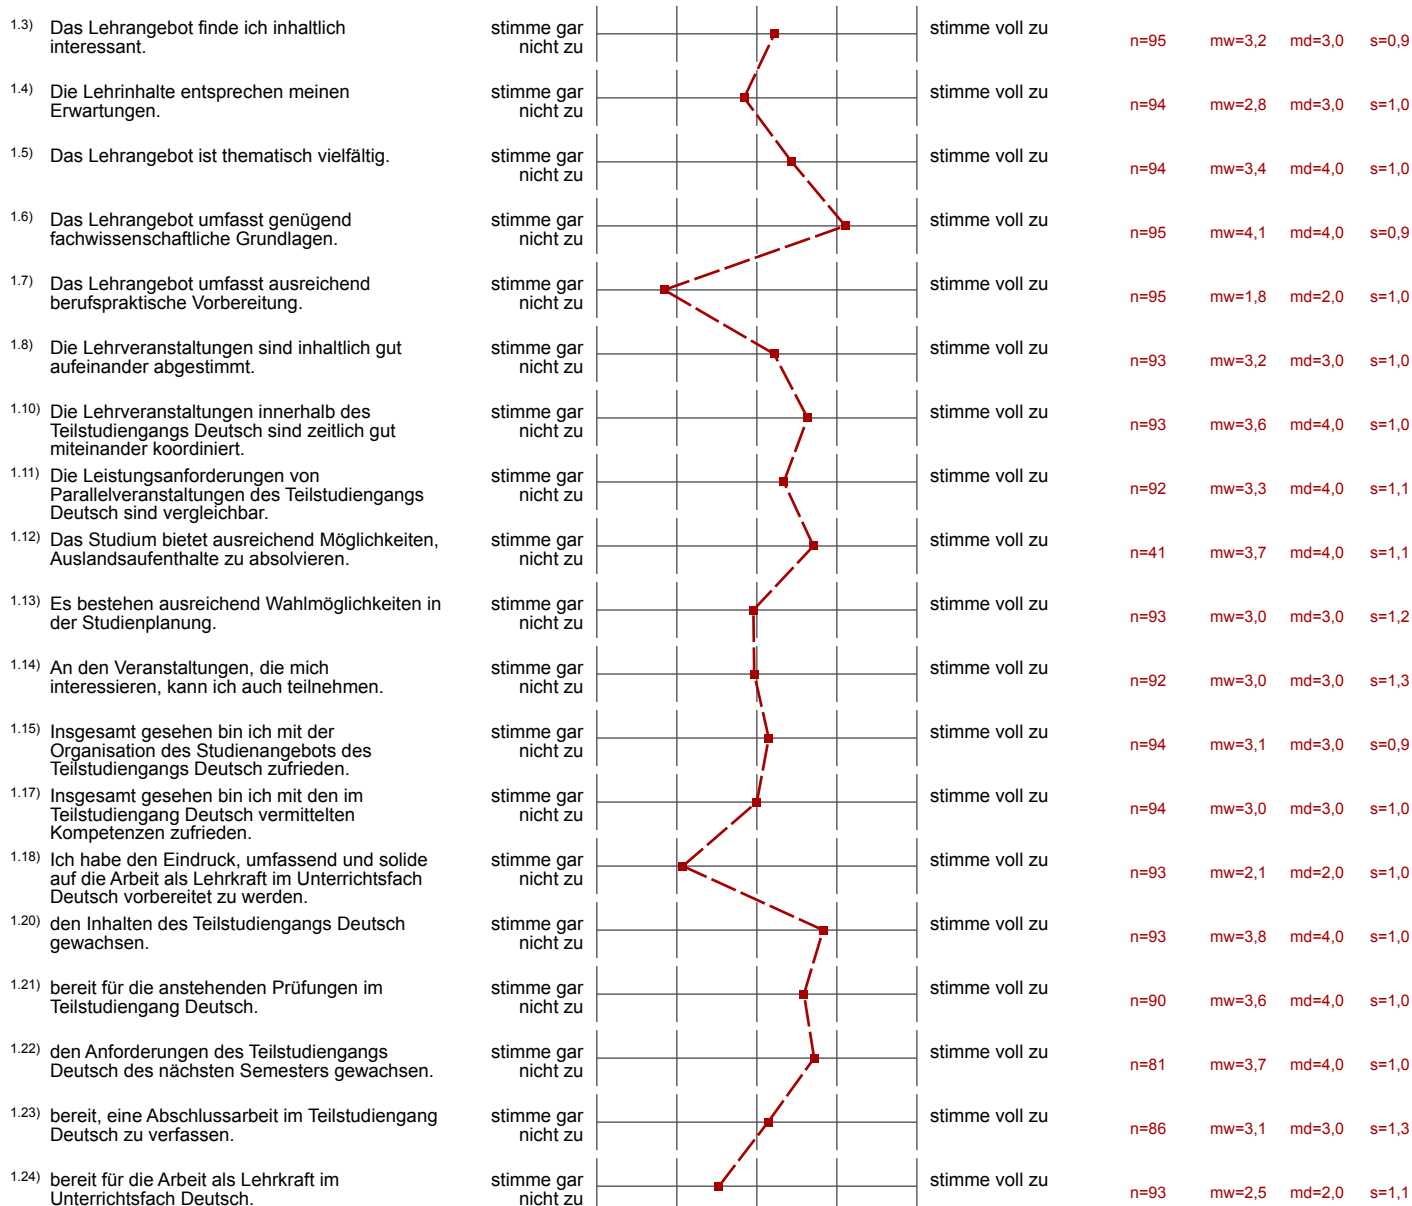 1.3) Das Lehrangebot finde ich inhaltlich
interessant.
stimme gar
nicht zu
stimme voll zu
n=95 mw=3,2 md=3,0 s=0,9
1.4) Die Lehrinhalte entsprechen meinen
Erwartungen.
stimme gar
nicht zu
stimme voll zu
n=94 mw=2,8 md=3,0 s=1,0
1.5) Das Lehrangebot ist thematisch vielfältig.
stimme gar
nicht zu
stimme voll zu
n=94 mw=3,4 md=4,0 s=1,0
1.6) Das Lehrangebot umfasst genügend
fachwissenschaftliche Grundlagen.
stimme gar
nicht zu
stimme voll zu
n=95 mw=4,1 md=4,0 s=0,9
1.7) Das Lehrangebot umfasst ausreichend
berufspraktische Vorbereitung.
stimme gar
nicht zu
stimme voll zu
n=95 mw=1,8 md=2,0 s=1,0
1.8) Die Lehrveranstaltungen sind inhaltlich gut
aufeinander abgestimmt.
stimme gar
nicht zu
stimme voll zu
n=93 mw=3,2 md=3,0 s=1,0
1.10) Die Lehrveranstaltungen innerhalb des
Teilstudiengangs Deutsch sind zeitlich gut
miteinander koordiniert.
stimme gar
nicht zu
stimme voll zu
n=93 mw=3,6 md=4,0 s=1,0
1.11) Die Leistungsanforderungen von
Parallelveranstaltungen des Teilstudiengangs
Deutsch sind vergleichbar.
stimme gar
nicht zu
stimme voll zu
n=92 mw=3,3 md=4,0 s=1,1
1.12) Das Studium bietet ausreichend Möglichkeiten,
Auslandsaufenthalte zu absolvieren.
stimme gar
nicht zu
stimme voll zu
n=41 mw=3,7 md=4,0 s=1,1
1.13) Es bestehen ausreichend Wahlmöglichkeiten in
der Studienplanung.
stimme gar
nicht zu
stimme voll zu
n=93 mw=3,0 md=3,0 s=1,2
1.14) An den Veranstaltungen, die mich
interessieren, kann ich auch teilnehmen.
stimme gar
nicht zu
stimme voll zu
n=92 mw=3,0 md=3,0 s=1,3
1.15) Insgesamt gesehen bin ich mit der
Organisation des Studienangebots des
Teilstudiengangs Deutsch zufrieden.
stimme gar
nicht zu
stimme voll zu
n=94 mw=3,1 md=3,0 s=0,9
1.17) Insgesamt gesehen bin ich mit den im
Teilstudiengang Deutsch vermittelten
Kompetenzen zufrieden.
stimme gar
nicht zu
stimme voll zu
n=94 mw=3,0 md=3,0 s=1,0
1.18) Ich habe den Eindruck, umfassend und solide
auf die Arbeit als Lehrkraft im Unterrichtsfach
Deutsch vorbereitet zu werden.
stimme gar
nicht zu
stimme voll zu
n=93 mw=2,1 md=2,0 s=1,0
1.20) den Inhalten des Teilstudiengangs Deutsch
gewachsen.
stimme gar
nicht zu
stimme voll zu
n=93 mw=3,8 md=4,0 s=1,0
1.21) bereit für die anstehenden Prüfungen im
Teilstudiengang Deutsch.
stimme gar
nicht zu
stimme voll zu
n=90 mw=3,6 md=4,0 s=1,0
1.22) den Anforderungen des Teilstudiengangs
Deutsch des nächsten Semesters gewachsen.
stimme gar
nicht zu
stimme voll zu
n=81 mw=3,7 md=4,0 s=1,0
1.23) bereit, eine Abschlussarbeit im Teilstudiengang
Deutsch zu verfassen.
stimme gar
nicht zu
stimme voll zu
n=86 mw=3,1 md=3,0 s=1,3
1.24) bereit für die Arbeit als Lehrkraft im
Unterrichtsfach Deutsch.
stimme gar
nicht zu
stimme voll zu
n=93 mw=2,5 md=2,0 s=1,1